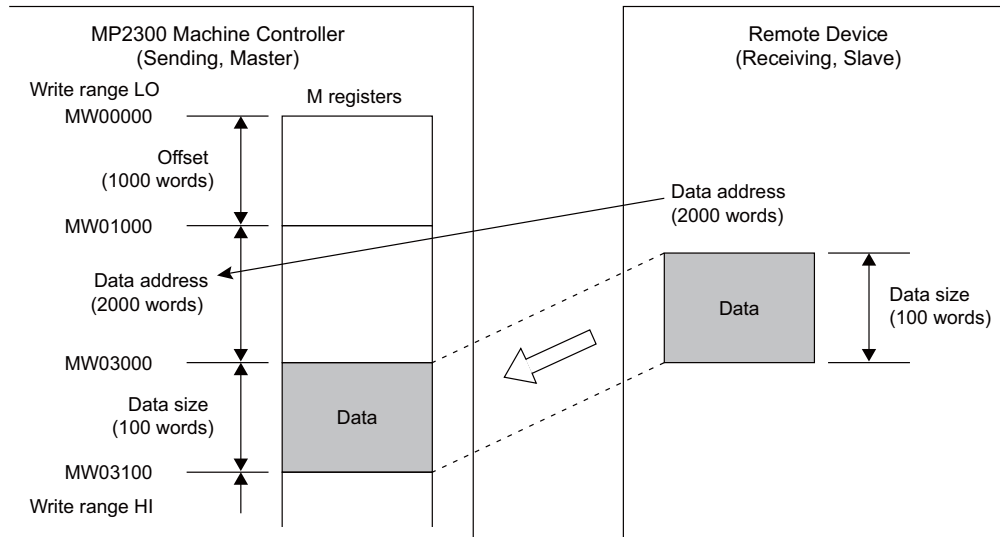 MP2300 Machine Controller
(Sending, Master)
Write range LO
M registers
MW00000
Offset
(1000 words)
MW01000
Data address
(2000 words)
MW03000
Data size
(100 words)
Data
MW03100
Write range HI
Remote Device
(Receiving, Slave)
Data address
(2000 words)
Data
Data size
(100 words)